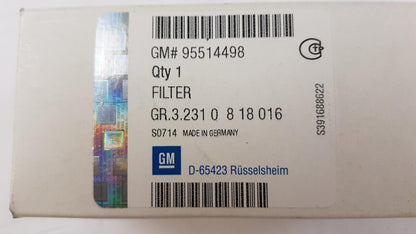 GM# 95514498
Qty 1
FILTER
GR.3.231 0 8 18 016
S0714 MADE IN GERMANY
GM
D-65423 Rüsselsheim
S391688622